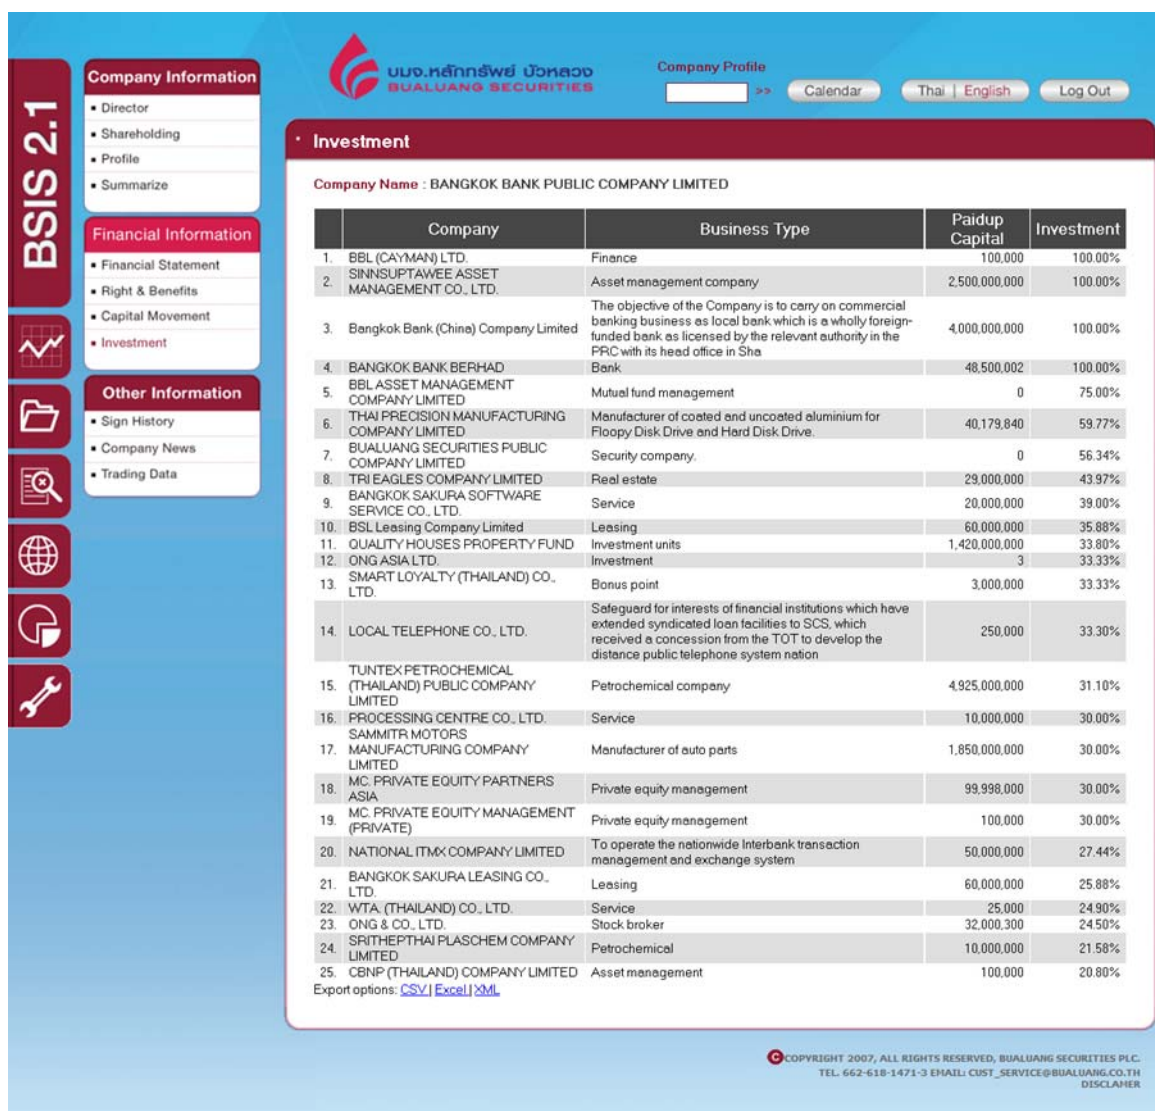 บมจ.หลักทรัพย์ บัวหลวง
BUALUANG SECURITIES
Company Profile
>>
Calendar
Thai | English
Log Out
BSIS 2.1
Company Information
Director
Shareholding
Profile
Summarize
Financial Information
Financial Statement
Right & Benefits
Capital Movement
Investment
Other Information
Sign History
Company News
Trading Data
Investment
Company Name : BANGKOK BANK PUBLIC COMPANY LIMITED
Company Business Type Paidup Capital Investment
1. BBL (CAYMAN) LTD. Finance 100,000 100.00%
2. SINNSUPTAWEE ASSET
MANAGEMENT CO., LTD. Asset management company 2,500,000,000 100.00%
3. Bangkok Bank (China) Company Limited
The objective of the Company is to carry on commercial
banking business as local bank which is a wholly foreign-
funded bank as licensed by the relevant authority in the
PRC with its head office in Sha
4,000,000,000 100.00%
4. BANGKOK BANK BERHAD Bank 48,500,002 100.00%
5. BBL ASSET MANAGEMENT
COMPANY LIMITED Mutual fund management 0 75.00%
6. THAI PRECISION MANUFACTURING
COMPANY LIMITED
Manufacturer of coated and uncoated aluminium for
Floopy Disk Drive and Hard Disk Drive.
40,179,840 59.77%
7. BUALUANG SECURITIES PUBLIC
COMPANY LIMITED Security company. 0 56.34%
8. TRI EAGLES COMPANY LIMITED Real estate 29,000,000 43.97%
9. BANGKOK SAKURA SOFTWARE
SERVICE CO., LTD. Service 20,000,000 39.00%
10. BSL Leasing Company Limited Leasing 60,000,000 35.88%
11. QUALITY HOUSES PROPERTY FUND Investment units 1,420,000,000 33.80%
12. ONG ASIA LTD. Investment 3 33.33%
13. SMART LOYALTY (THAILAND) CO.,
LTD. Bonus point 3,000,000 33.33%
14. LOCAL TELEPHONE CO., LTD.
Safeguard for interests of financial institutions which have
extended syndicated loan facilities to SCS, which
received a concession from the TOT to develop the
distance public telephone system nation
250,000 33.30%
15. TUNTEX PETROCHEMICAL
(THAILAND) PUBLIC COMPANY
LIMITED Petrochemical company 4,925,000,000 31.10%
16. PROCESSING CENTRE CO., LTD. Service 10,000,000 30.00%
17. SAMMITR MOTORS
MANUFACTURING COMPANY
LIMITED Manufacturer of auto parts 1,850,000,000 30.00%
18. MC. PRIVATE EQUITY PARTNERS
ASIA Private equity management 99,998,000 30.00%
19. MC. PRIVATE EQUITY MANAGEMENT
(PRIVATE) Private equity management 100,000 30.00%
20. NATIONAL ITMX COMPANY LIMITED
To operate the nationwide Interbank transaction
management and exchange system
50,000,000 27.44%
21. BANGKOK SAKURA LEASING CO.,
LTD. Leasing 60,000,000 25.88%
22. WTA. (THAILAND) CO., LTD. Service 25,000 24.90%
23. ONG & CO., LTD. Stock broker 32,000,300 24.50%
24. SRITHEPTHAI PLASCHEM COMPANY
LIMITED Petrochemical 10,000,000 21.58%
25. CBNP (THAILAND) COMPANY LIMITED Asset management 100,000 20.80%
Export options: CSV | Excel | XML
COPYRIGHT 2007, ALL RIGHTS RESERVED, BUALUANG SECURITIES PLC.
TEL. 662-618-1471-3 EMAIL: CUST_SERVICE@BUALUANG.CO.TH
DISCLAMER